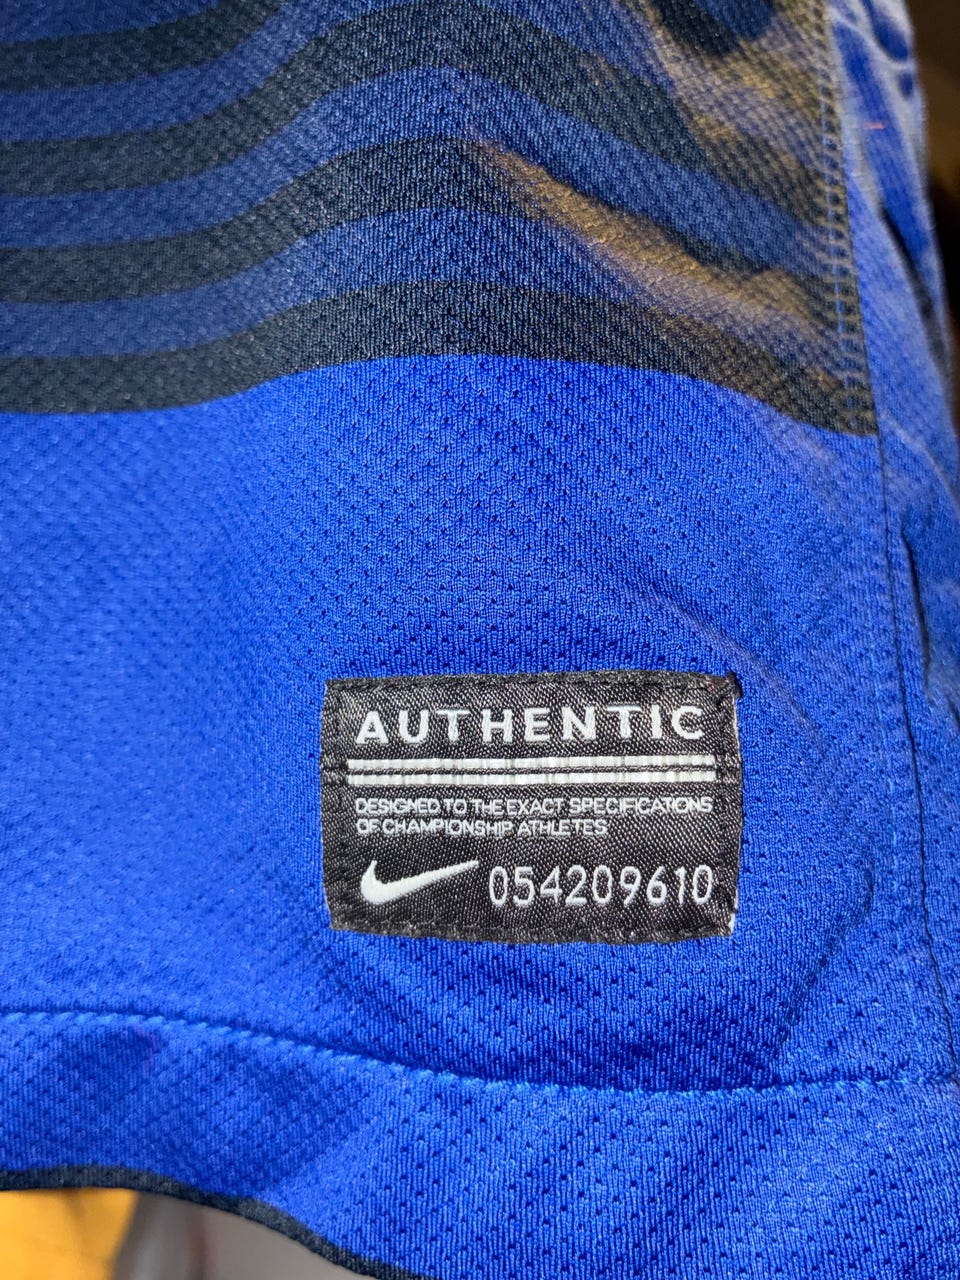 AUTHENTIC
DESIGNED TO THE EXACT SPECIFICATIONS
OF CHAMPIONSHIP ATHLETES
054209610